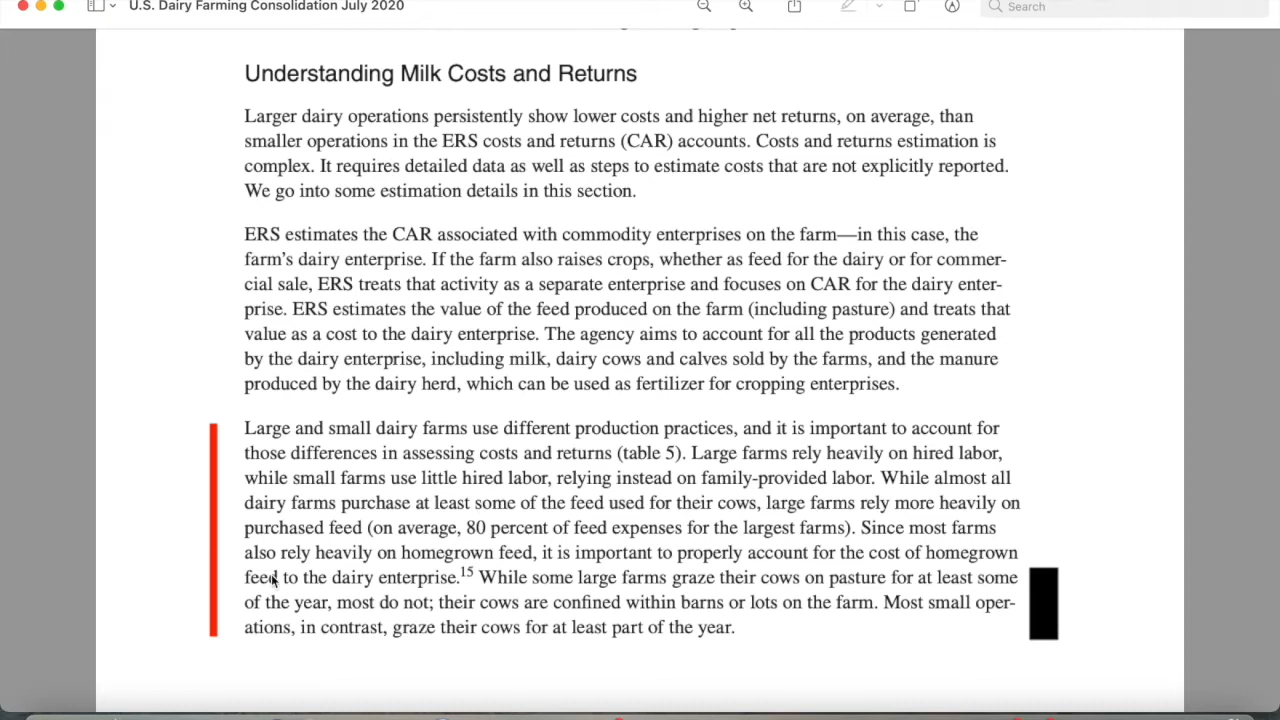 U.S. Dairy Farming Consolidation July 2020
Search
Understanding Milk Costs and Returns
Larger dairy operations persistently show lower costs and higher net returns, on average, than
smaller operations in the ERS costs and returns (CAR) accounts. Costs and returns estimation is
complex. It requires detailed data as well as steps to estimate costs that are not explicitly reported.
We go into some estimation details in this section.
ERS estimates the CAR associated with commodity enterprises on the farm—in this case, the
farm's dairy enterprise. If the farm also raises crops, whether as feed for the dairy or for commer-
cial sale, ERS treats that activity as a separate enterprise and focuses on CAR for the dairy enter-
prise. ERS estimates the value of the feed produced on the farm (including pasture) and treats that
value as a cost to the dairy enterprise. The agency aims to account for all the products generated
by the dairy enterprise, including milk, dairy cows and calves sold by the farms, and the manure
produced by the dairy herd, which can be used as fertilizer for cropping enterprises.
Large and small dairy farms use different production practices, and it is important to account for
those differences in assessing costs and returns (table 5). Large farms rely heavily on hired labor,
while small farms use little hired labor, relying instead on family-provided labor. While almost all
dairy farms purchase at least some of the feed used for their cows, large farms rely more heavily on
purchased feed (on average, 80 percent of feed expenses for the largest farms). Since most farms
also rely heavily on homegrown feed, it is important to properly account for the cost of homegrown
feed to the dairy enterprise.15 While some large farms graze their cows on pasture for at least some
of the year, most do not; their cows are confined within barns or lots on the farm. Most small oper-
ations, in contrast, graze their cows for at least part of the year.